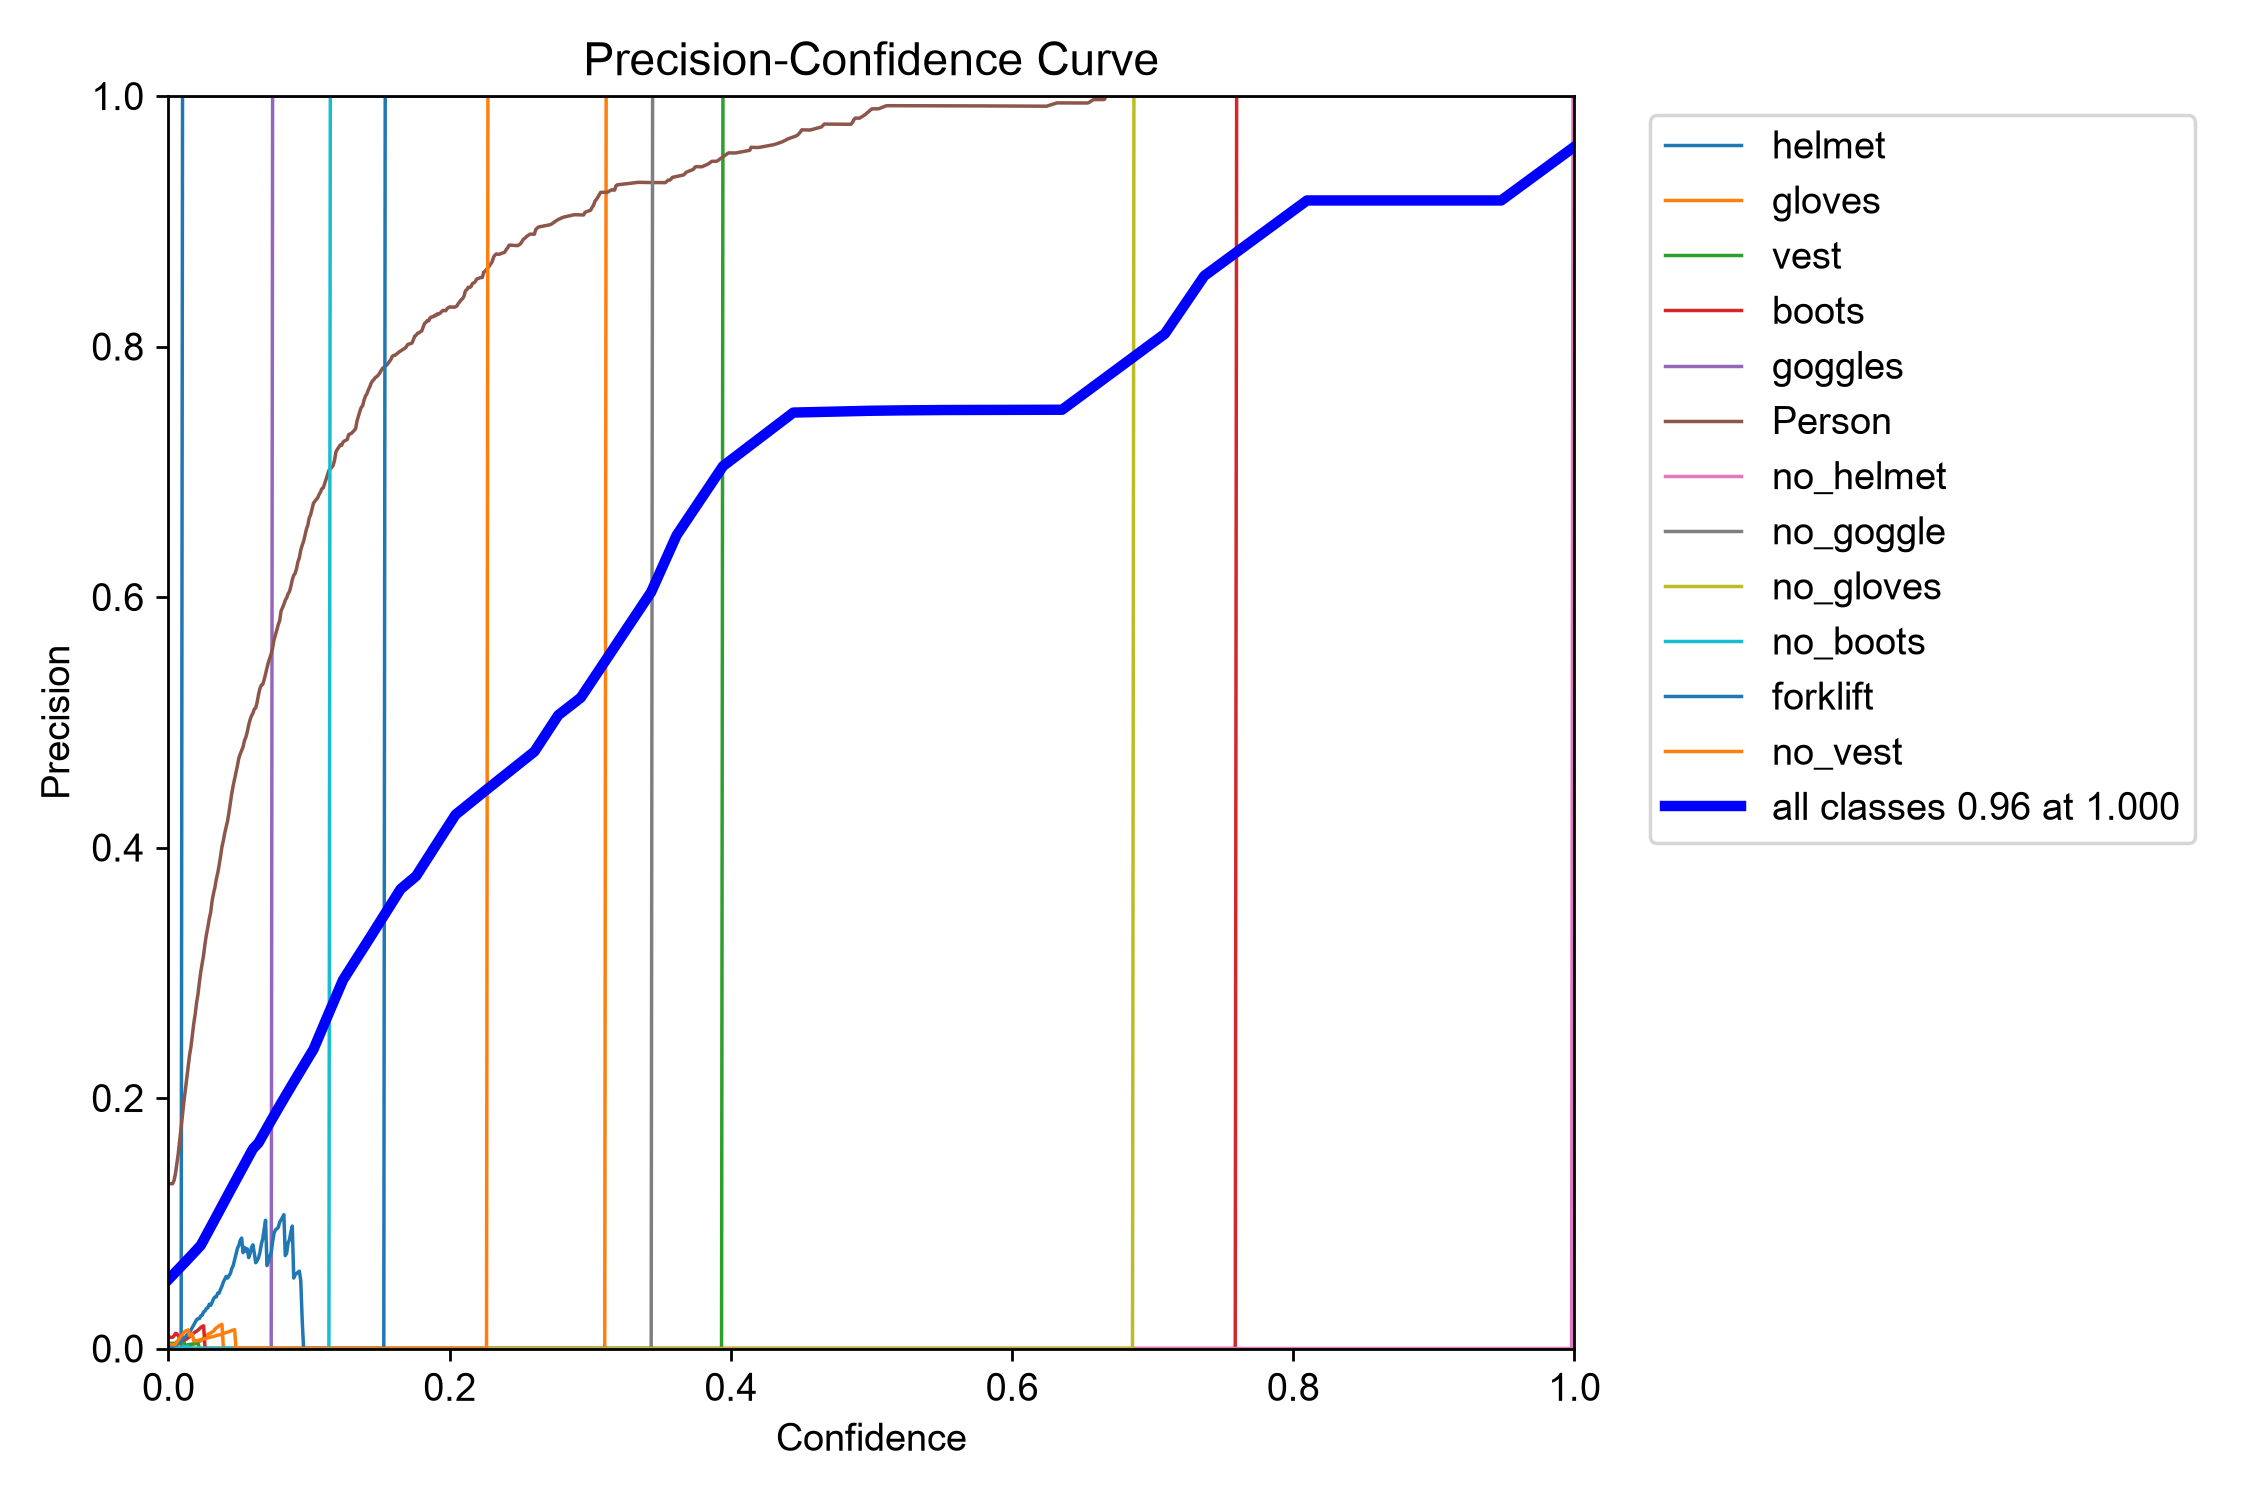 Precision-Confidence Curve
1.0
0.8
0.6
0.4
0.2
0.0
Precision
0.0 0.2 0.4 0.6 0.8 1.0
Confidence
helmet
gloves
vest
boots
goggles
Person
no_helmet
no_goggle
no_gloves
no_boots
forklift
no_vest
all classes 0.96 at 1.000